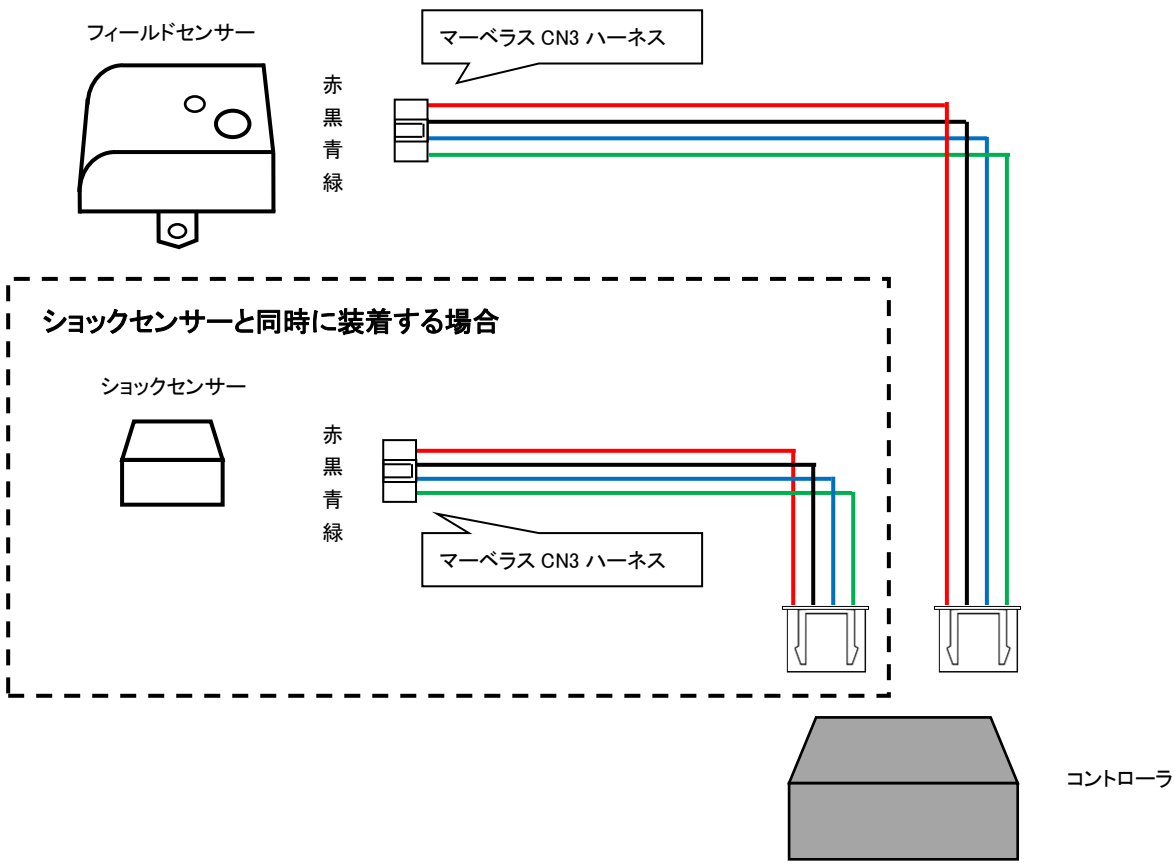 フィールドセンサー
マーベラス CN3 ハーネス
赤
黒
青
緑
ショックセンサーと同時に装着する場合
ショックセンサー
赤
黒
青
緑
マーベラス CN3 ハーネス
コントローラ